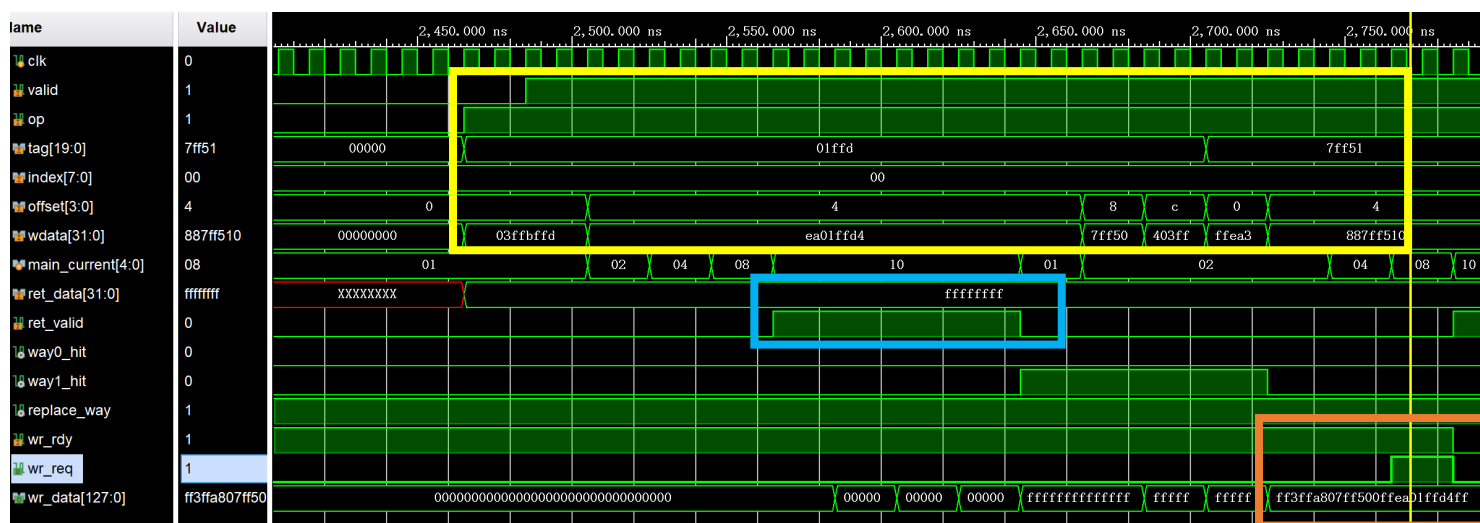 lame Value
2,450.000 ns 2,500.000 ns 2,550.000 ns 2,600.000 ns 2,650.000 ns 2,700.000 ns 2,750.000 ns
clk 0
valid 1
op 1
tag[19:0] 7ff51 00000 01ffd 7ff51
index[7:0] 00 00
offset[3:0] 4 0 4 8 c 0 4
wdata[31:0] 887ff510 00000000 03ffbffd ea01ffd4 7ff50 403ff ffea3 887ff510
main_current[4:0] 08 01 02 04 08 10 01 02 04 08 10
ret_data[31:0] ffffffff XXXXXXXX ffffffff
ret_valid 0
way0_hit 0
way1_hit 0
replace_way 1
wr_rdy 1
wr_req 1
wr_data[127:0] ff3ffa807ff50 00000000000000000000000000000000 00000 00000 00000 fffffffffffffff fffff fffff ff3ffa807ff500ffea01ffd4ff